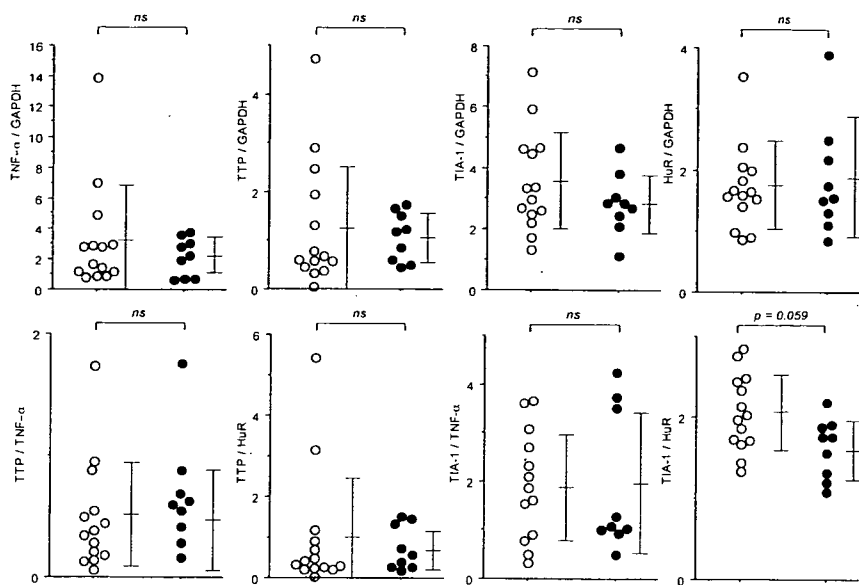 ns
ns
ns
ns
TNF-α / GAPDH
16
14
12
10
8
6
4
2
0
TTP / GAPDH
4
2
0
TIA-1 / GAPDH
8
6
4
2
0
HuR / GAPDH
4
2
0
ns
ns
ns
p = 0.059
TTP / TNF-α
2
1
0
TTP / HuR
6
4
2
0
TIA-1 / TNF-α
4
2
0
TIA-1 / HuR
2
0